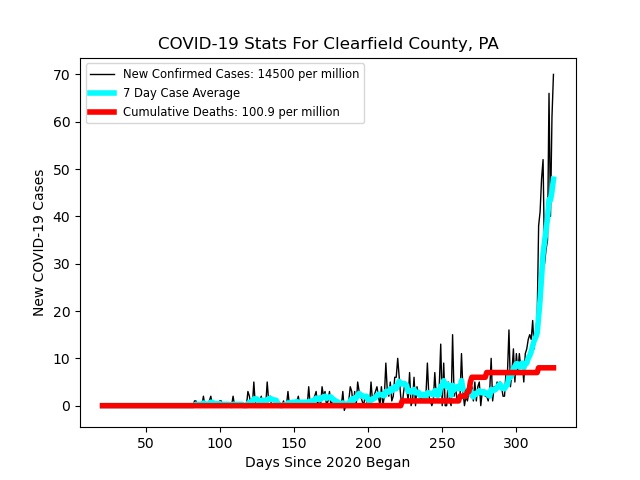 COVID-19 Stats For Clearfield County, PA
New Confirmed Cases: 14500 per million
7 Day Case Average
Cumulative Deaths: 100.9 per million
New COVID-19 Cases
70
60
50
40
30
20
10
0
50
100
150
200
250
300
Days Since 2020 Began